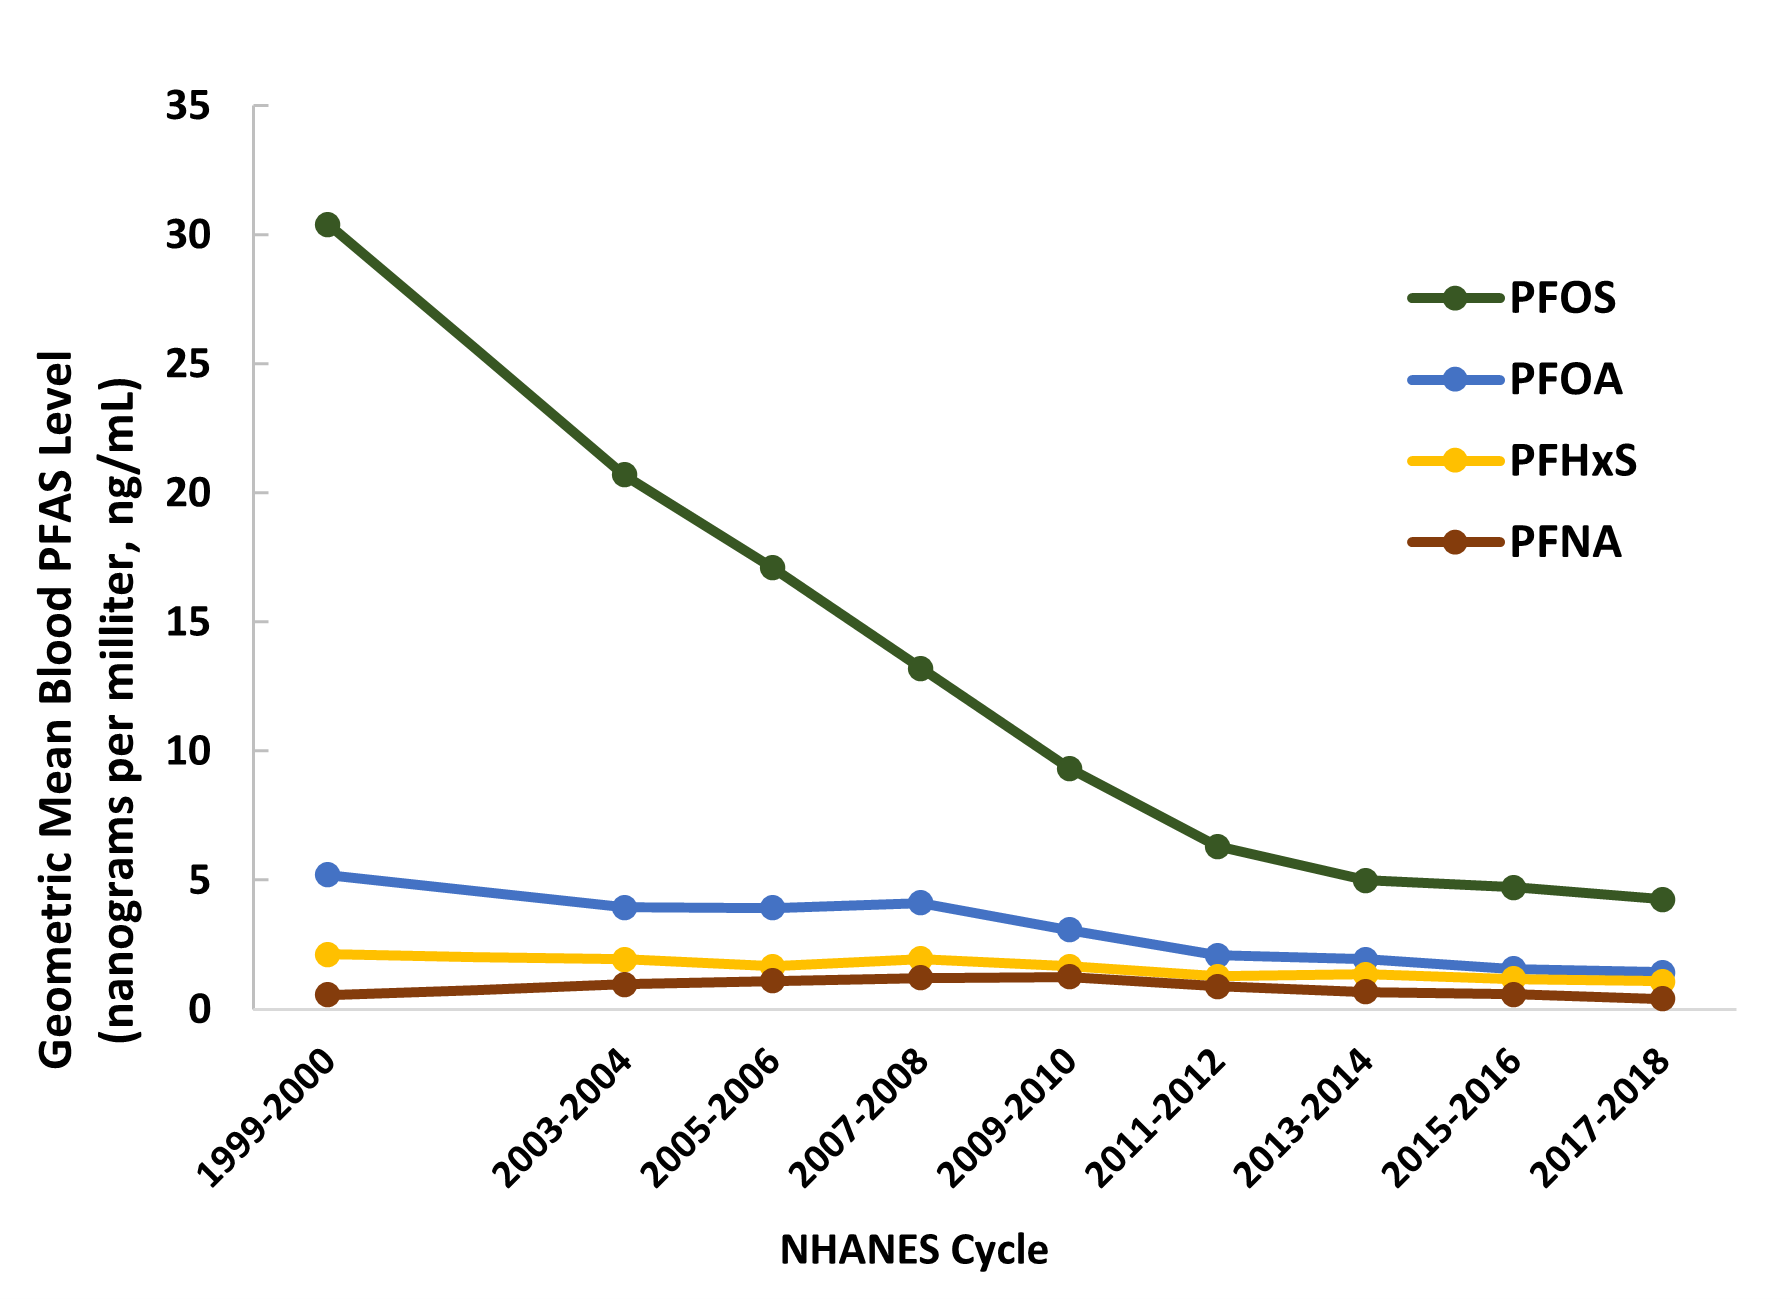 Geometric Mean Blood PFAS Level
(nanograms per milliliter, ng/mL)
35
30
25
20
15
10
5
0
PFOS
PFOA
PFHxS
PFNA
1999-2000
2003-2004
2005-2006
2007-2008
2009-2010
2011-2012
2013-2014
2015-2016
2017-2018
NHANES Cycle